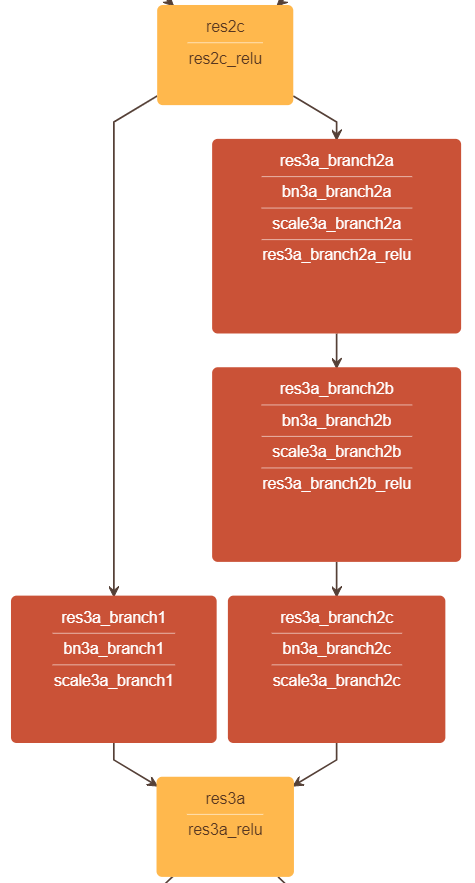 res2c
res2c_relu
res3a_branch2a
bn3a_branch2a
scale3a_branch2a
res3a_branch2a_relu
res3a_branch2b
bn3a_branch2b
scale3a_branch2b
res3a_branch2b_relu
res3a_branch1
bn3a_branch1
scale3a_branch1
res3a_branch2c
bn3a_branch2c
scale3a_branch2c
res3a
res3a_relu